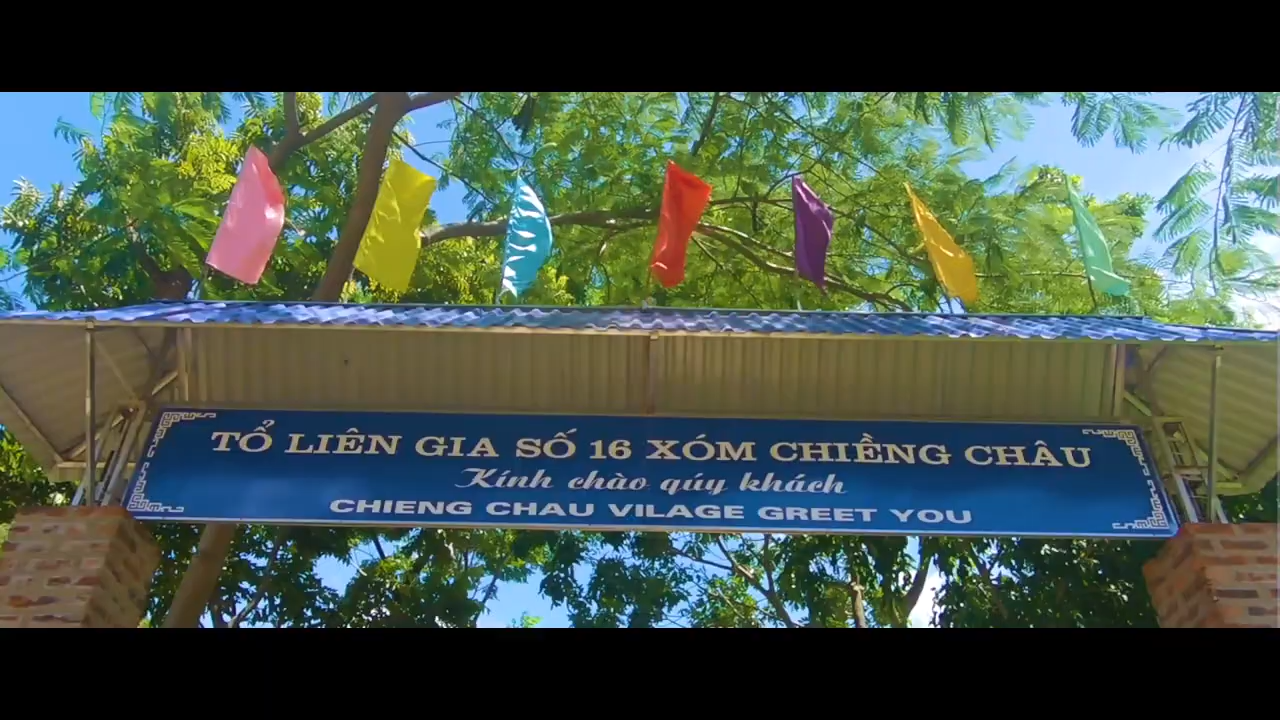 TỔ LIÊN GIA SỐ 16 XÓM CHIỀNG CHÂU
Kính chào qúy khách
CHIENG CHAU VILAGE GREET YOU